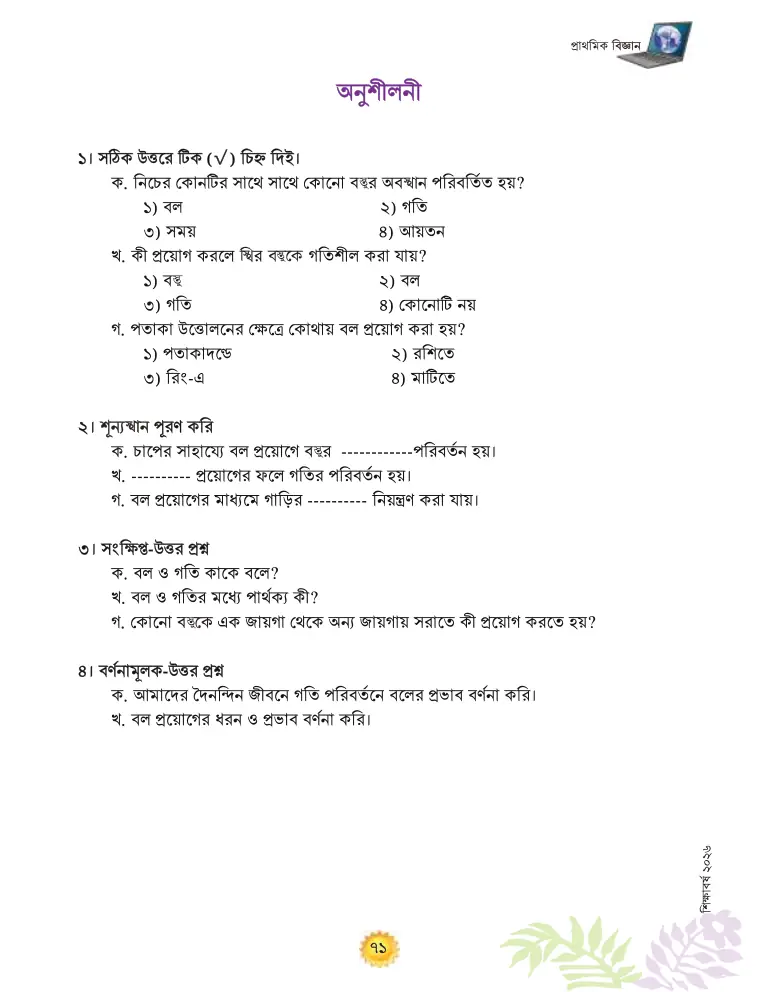 প্রাথমিক বিজ্ঞান
অনুশীলনী
১। সঠিক উত্তরে টিক (√) চিহ্ন দিই।
ক. নিচের কোনটির সাথে সাথে কোনো বস্তুর অবস্থান পরিবর্তিত হয়?
১) বল ২) গতি
৩) সময় ৪) আয়তন
খ. কী প্রয়োগ করলে স্থির বস্তুকে গতিশীল করা যায়?
১) বস্তু ২) বল
৩) গতি ৪) কোনোটি নয়
গ. পতাকা উত্তোলনের ক্ষেত্রে কোথায় বল প্রয়োগ করা হয়?
১) পতাকাদণ্ডে ২) রশিতে
৩) রিং-এ ৪) মাটিতে
২। শূন্যস্থান পূরণ করি
ক. চাপের সাহায্যে বল প্রয়োগে বস্তুর ------------পরিবর্তন হয়।
খ. ---------- প্রয়োগের ফলে গতির পরিবর্তন হয়।
গ. বল প্রয়োগের মাধ্যমে গাড়ির ---------- নিয়ন্ত্রণ করা যায়।
৩। সংক্ষিপ্ত-উত্তর প্রশ্ন
ক. বল ও গতি কাকে বলে?
খ. বল ও গতির মধ্যে পার্থক্য কী?
গ. কোনো বস্তুকে এক জায়গা থেকে অন্য জায়গায় সরাতে কী প্রয়োগ করতে হয়?
৪। বর্ণনামূলক-উত্তর প্রশ্ন
ক. আমাদের দৈনন্দিন জীবনে গতি পরিবর্তনে বলের প্রভাব বর্ণনা করি।
খ. বল প্রয়োগের ধরন ও প্রভাব বর্ণনা করি।
শিক্ষাবর্ষ ২০২৬
৭১